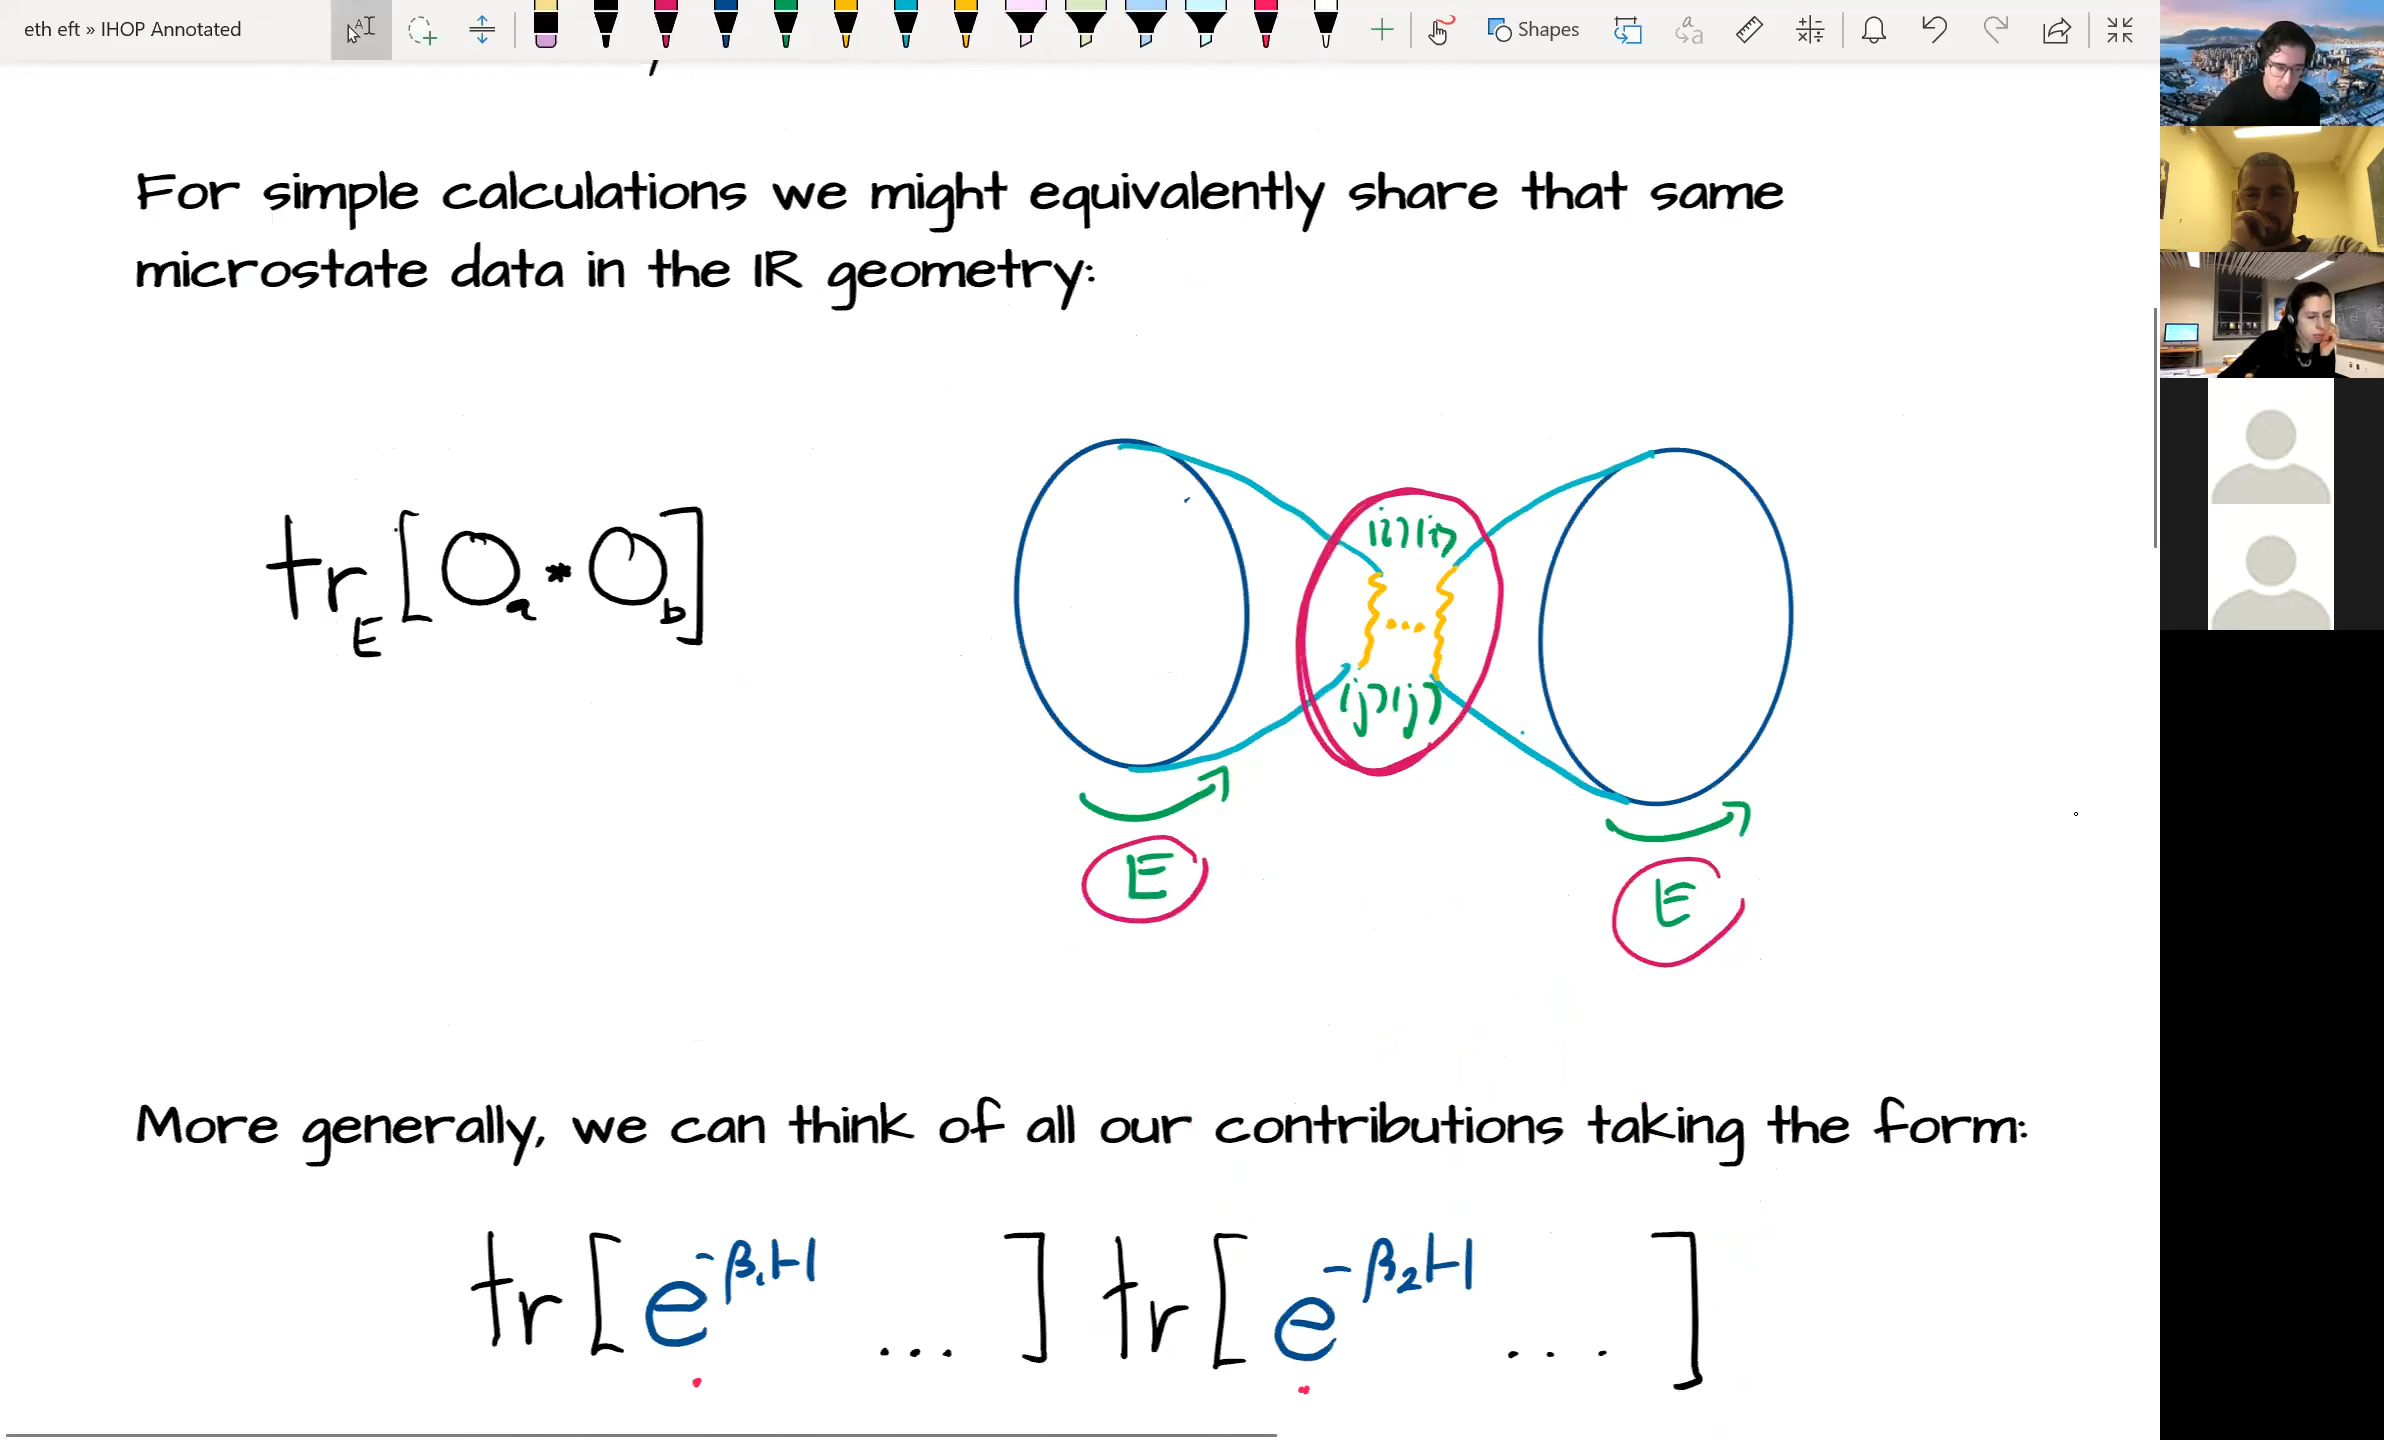 eth eft » IHOP Annotated
Shapes
For simple calculations we might equivalently share that same
microstate data in the IR geometry:
tr_E [O_a * O_b]
|i⟩|i⟩
...
|j⟩|j⟩
E
E
More generally, we can think of all our contributions taking the form:
tr[e^{-β₁H} ...] tr[e^{-β₂H} ...]